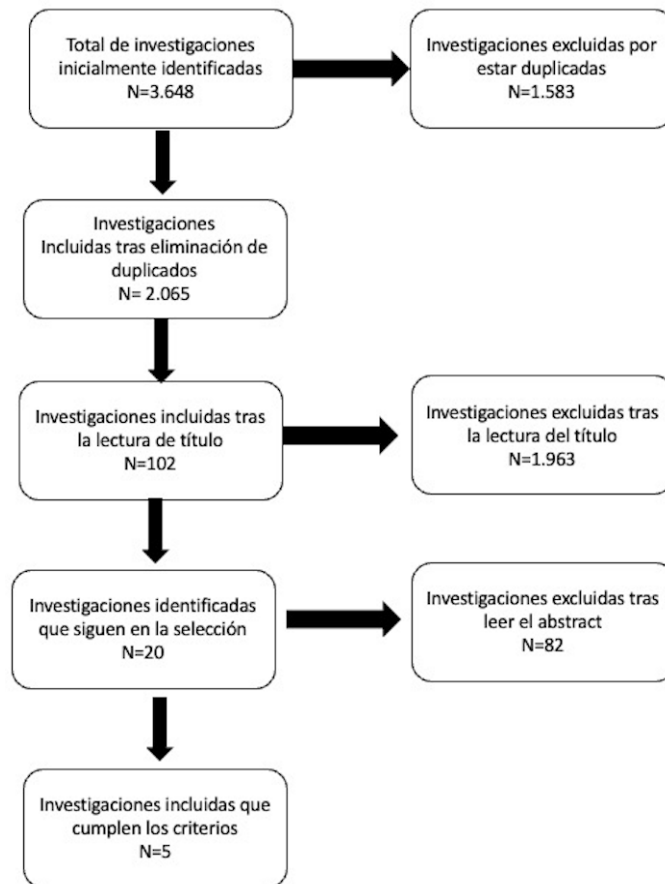 Total de investigaciones
inicialmente identificadas
N=3.648
Investigaciones excluidas por
estar duplicadas
N=1.583
Investigaciones
Incluidas tras eliminación de
duplicados
N= 2.065
Investigaciones incluidas tras
la lectura de título
N=102
Investigaciones excluidas tras
la lectura del título
N=1.963
Investigaciones identificadas
que siguen en la selección
N=20
Investigaciones excluidas tras
leer el abstract
N=82
Investigaciones incluidas que
cumplen los criterios
N=5